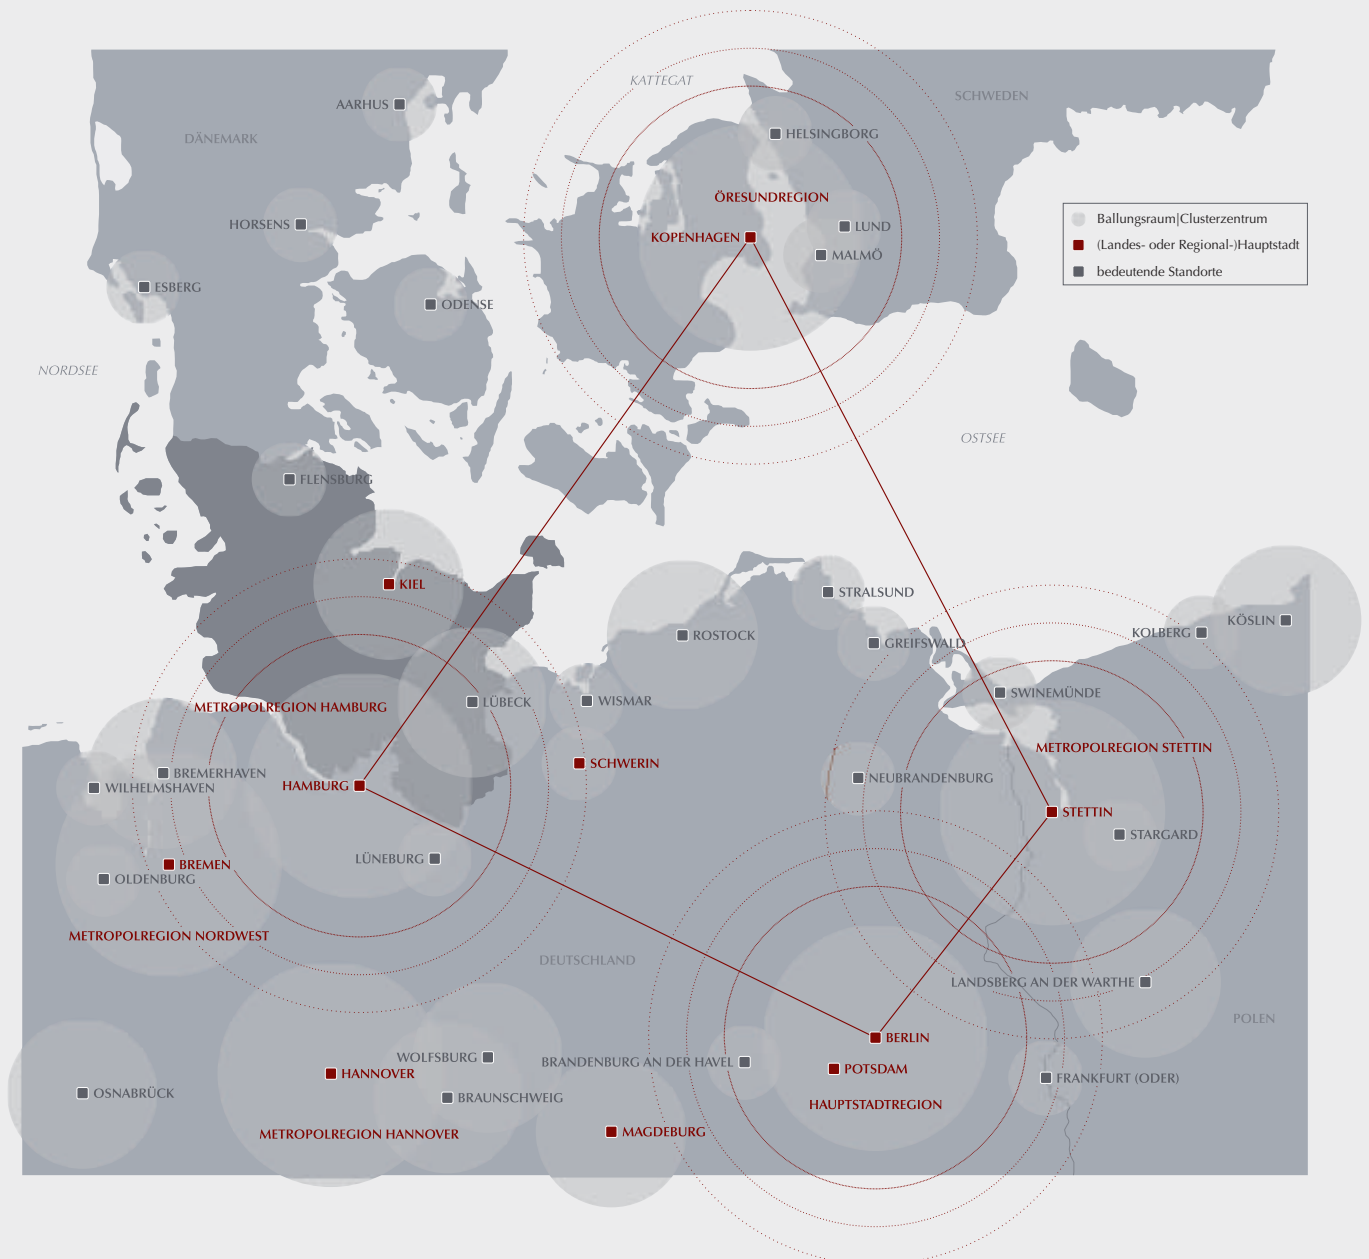 KATTEGAT
SCHWEDEN
AARHUS
DÄNEMARK
HELSINGBORG
ÖRESUNDREGION
HORSENS
LUND
KOPENHAGEN
MALMÖ
Ballungsraum|Clusterzentrum
(Landes- oder Regional-)Hauptstadt
bedeutende Standorte
ESBERG
ODENSE
NORDSEE
OSTSEE
FLENSBURG
KIEL
STRALSUND
ROSTOCK
GREIFSWALD
KOLBERG
KÖSLIN
SWINEMÜNDE
METROPOLREGION HAMBURG
LÜBECK
WISMAR
METROPOLREGION STETTIN
SCHWERIN
BREMERHAVEN
WILHELMSHAVEN
HAMBURG
NEUBRANDENBURG
STETTIN
STARGARD
LÜNEBURG
BREMEN
OLDENBURG
METROPOLREGION NORDWEST
DEUTSCHLAND
LANDSBERG AN DER WARTHE
POLEN
BERLIN
WOLFSBURG
BRANDENBURG AN DER HAVEL
HANNOVER
POTSDAM
FRANKFURT (ODER)
OSNABRÜCK
BRAUNSCHWEIG
HAUPTSTADTREGION
METROPOLREGION HANNOVER
MAGDEBURG